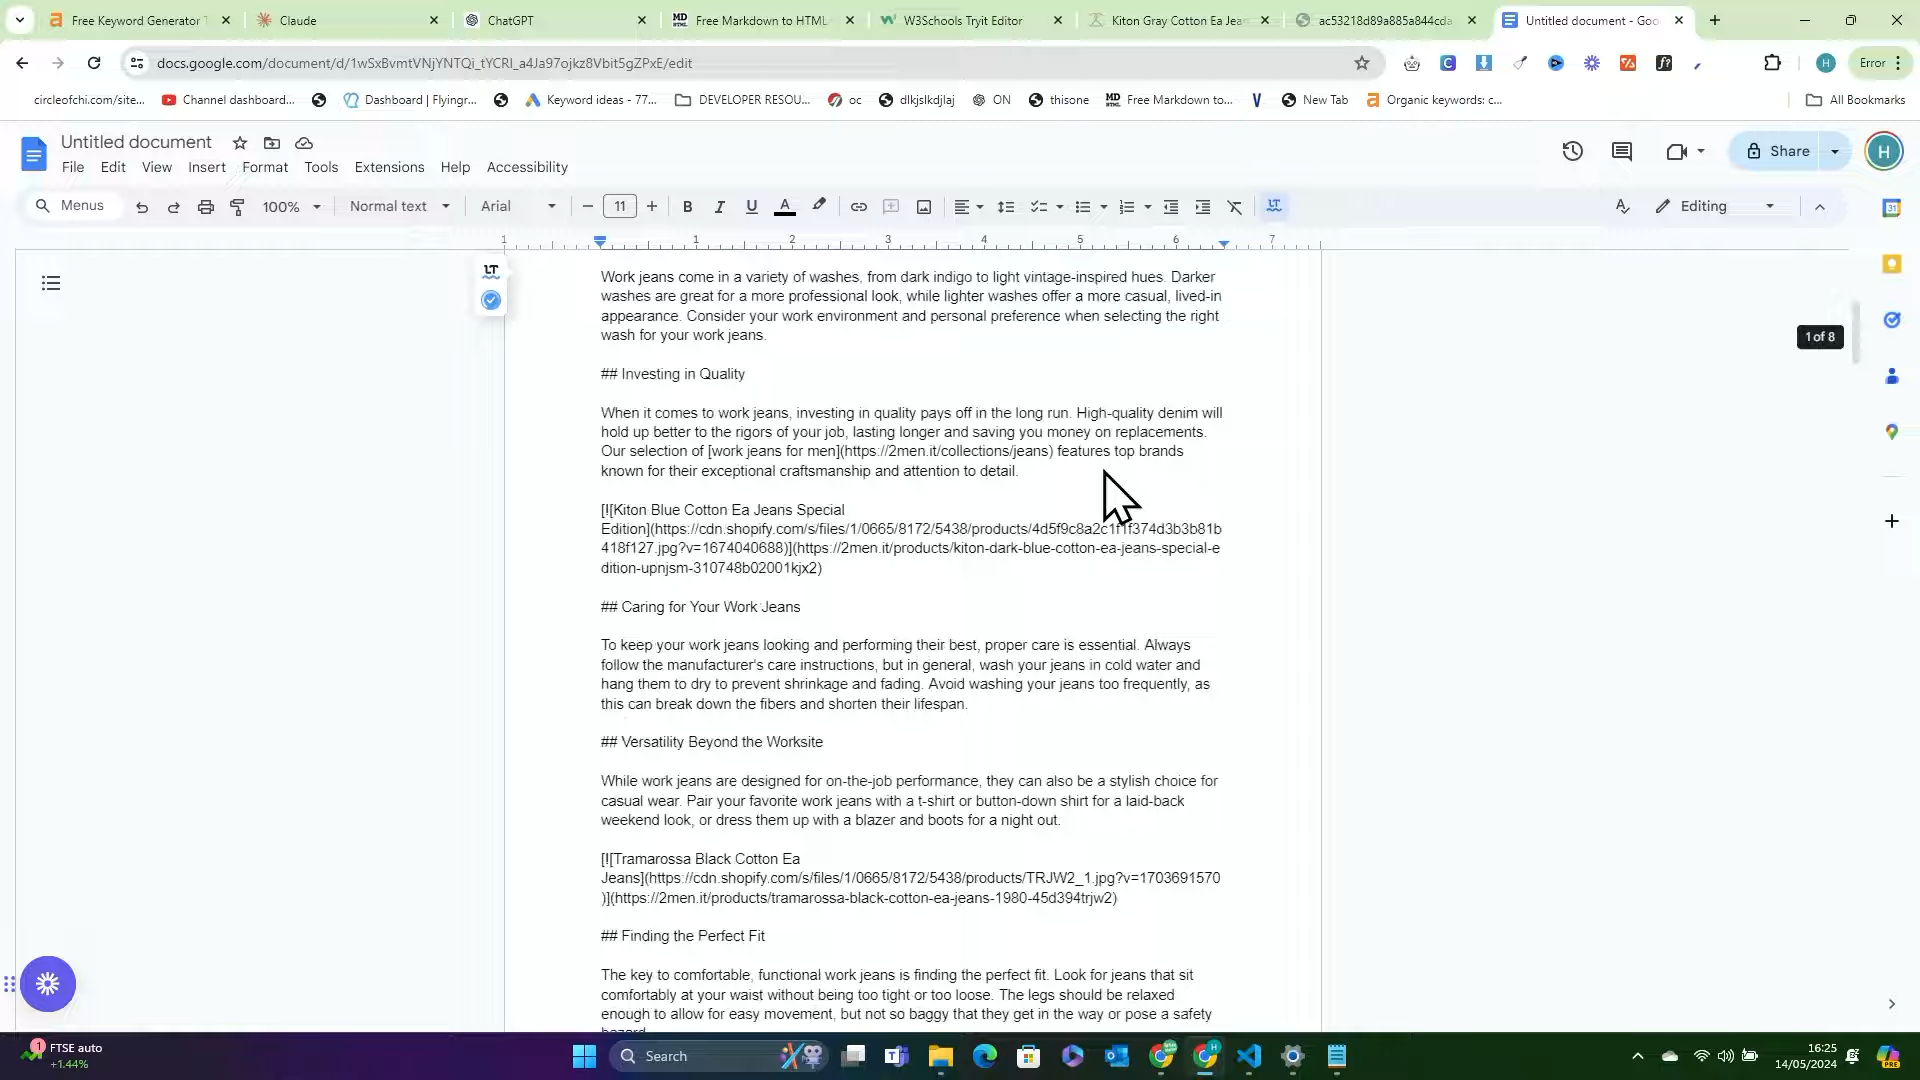 Free Keyword Generator T
Claude
ChatGPT
Free Markdown to HTML
W3Schools Tryit Editor
Kiton Gray Cotton Ea Jean
ac53218d89a885a844cda
Untitled document - Goo
docs.google.com/document/d/1wSxBvmtVNjYNTQi_tYCRI_a4Ja97ojkz8Vbit5gZPxE/edit
H
Error
circleofchi.com/site...
Channel dashboard...
Dashboard | Flyingr...
Keyword ideas - 77...
DEVELOPER RESOU...
oc
dlkjslkdjlaj
ON
thisone
Free Markdown to...
New Tab
Organic keywords: c...
All Bookmarks
Untitled document
File Edit View Insert Format Tools Extensions Help Accessibility
Share
H
Menus
100%
Normal text
Arial
11
B I U A
Editing
1 1 2 3 4 5 6 7
LT
Work jeans come in a variety of washes, from dark indigo to light vintage-inspired hues. Darker
washes are great for a more professional look, while lighter washes offer a more casual, lived-in
appearance. Consider your work environment and personal preference when selecting the right
wash for your work jeans.
1 of 8
## Investing in Quality
When it comes to work jeans, investing in quality pays off in the long run. High-quality denim will
hold up better to the rigors of your job, lasting longer and saving you money on replacements.
Our selection of [work jeans for men](https://2men.it/collections/jeans) features top brands
known for their exceptional craftsmanship and attention to detail.
[![Kiton Blue Cotton Ea Jeans Special
Edition](https://cdn.shopify.com/s/files/1/0665/8172/5438/products/4d5f9c8a2c1f1f374d3b3b81b
418f127.jpg?v=1674040688)](https://2men.it/products/kiton-dark-blue-cotton-ea-jeans-special-e
dition-upnjsm-310748b02001kjx2)
## Caring for Your Work Jeans
To keep your work jeans looking and performing their best, proper care is essential. Always
follow the manufacturer's care instructions, but in general, wash your jeans in cold water and
hang them to dry to prevent shrinkage and fading. Avoid washing your jeans too frequently, as
this can break down the fibers and shorten their lifespan.
## Versatility Beyond the Worksite
While work jeans are designed for on-the-job performance, they can also be a stylish choice for
casual wear. Pair your favorite work jeans with a t-shirt or button-down shirt for a laid-back
weekend look, or dress them up with a blazer and boots for a night out.
[![Tramarossa Black Cotton Ea
Jeans](https://cdn.shopify.com/s/files/1/0665/8172/5438/products/TRJW2_1.jpg?v=1703691570
)](https://2men.it/products/tramarossa-black-cotton-ea-jeans-1980-45d394trjw2)
## Finding the Perfect Fit
The key to comfortable, functional work jeans is finding the perfect fit. Look for jeans that sit
comfortably at your waist without being too tight or too loose. The legs should be relaxed
enough to allow for easy movement, but not so baggy that they get in the way or pose a safety
hazard.
1
FTSE auto
+1.44%
Search
16:25
14/05/2024